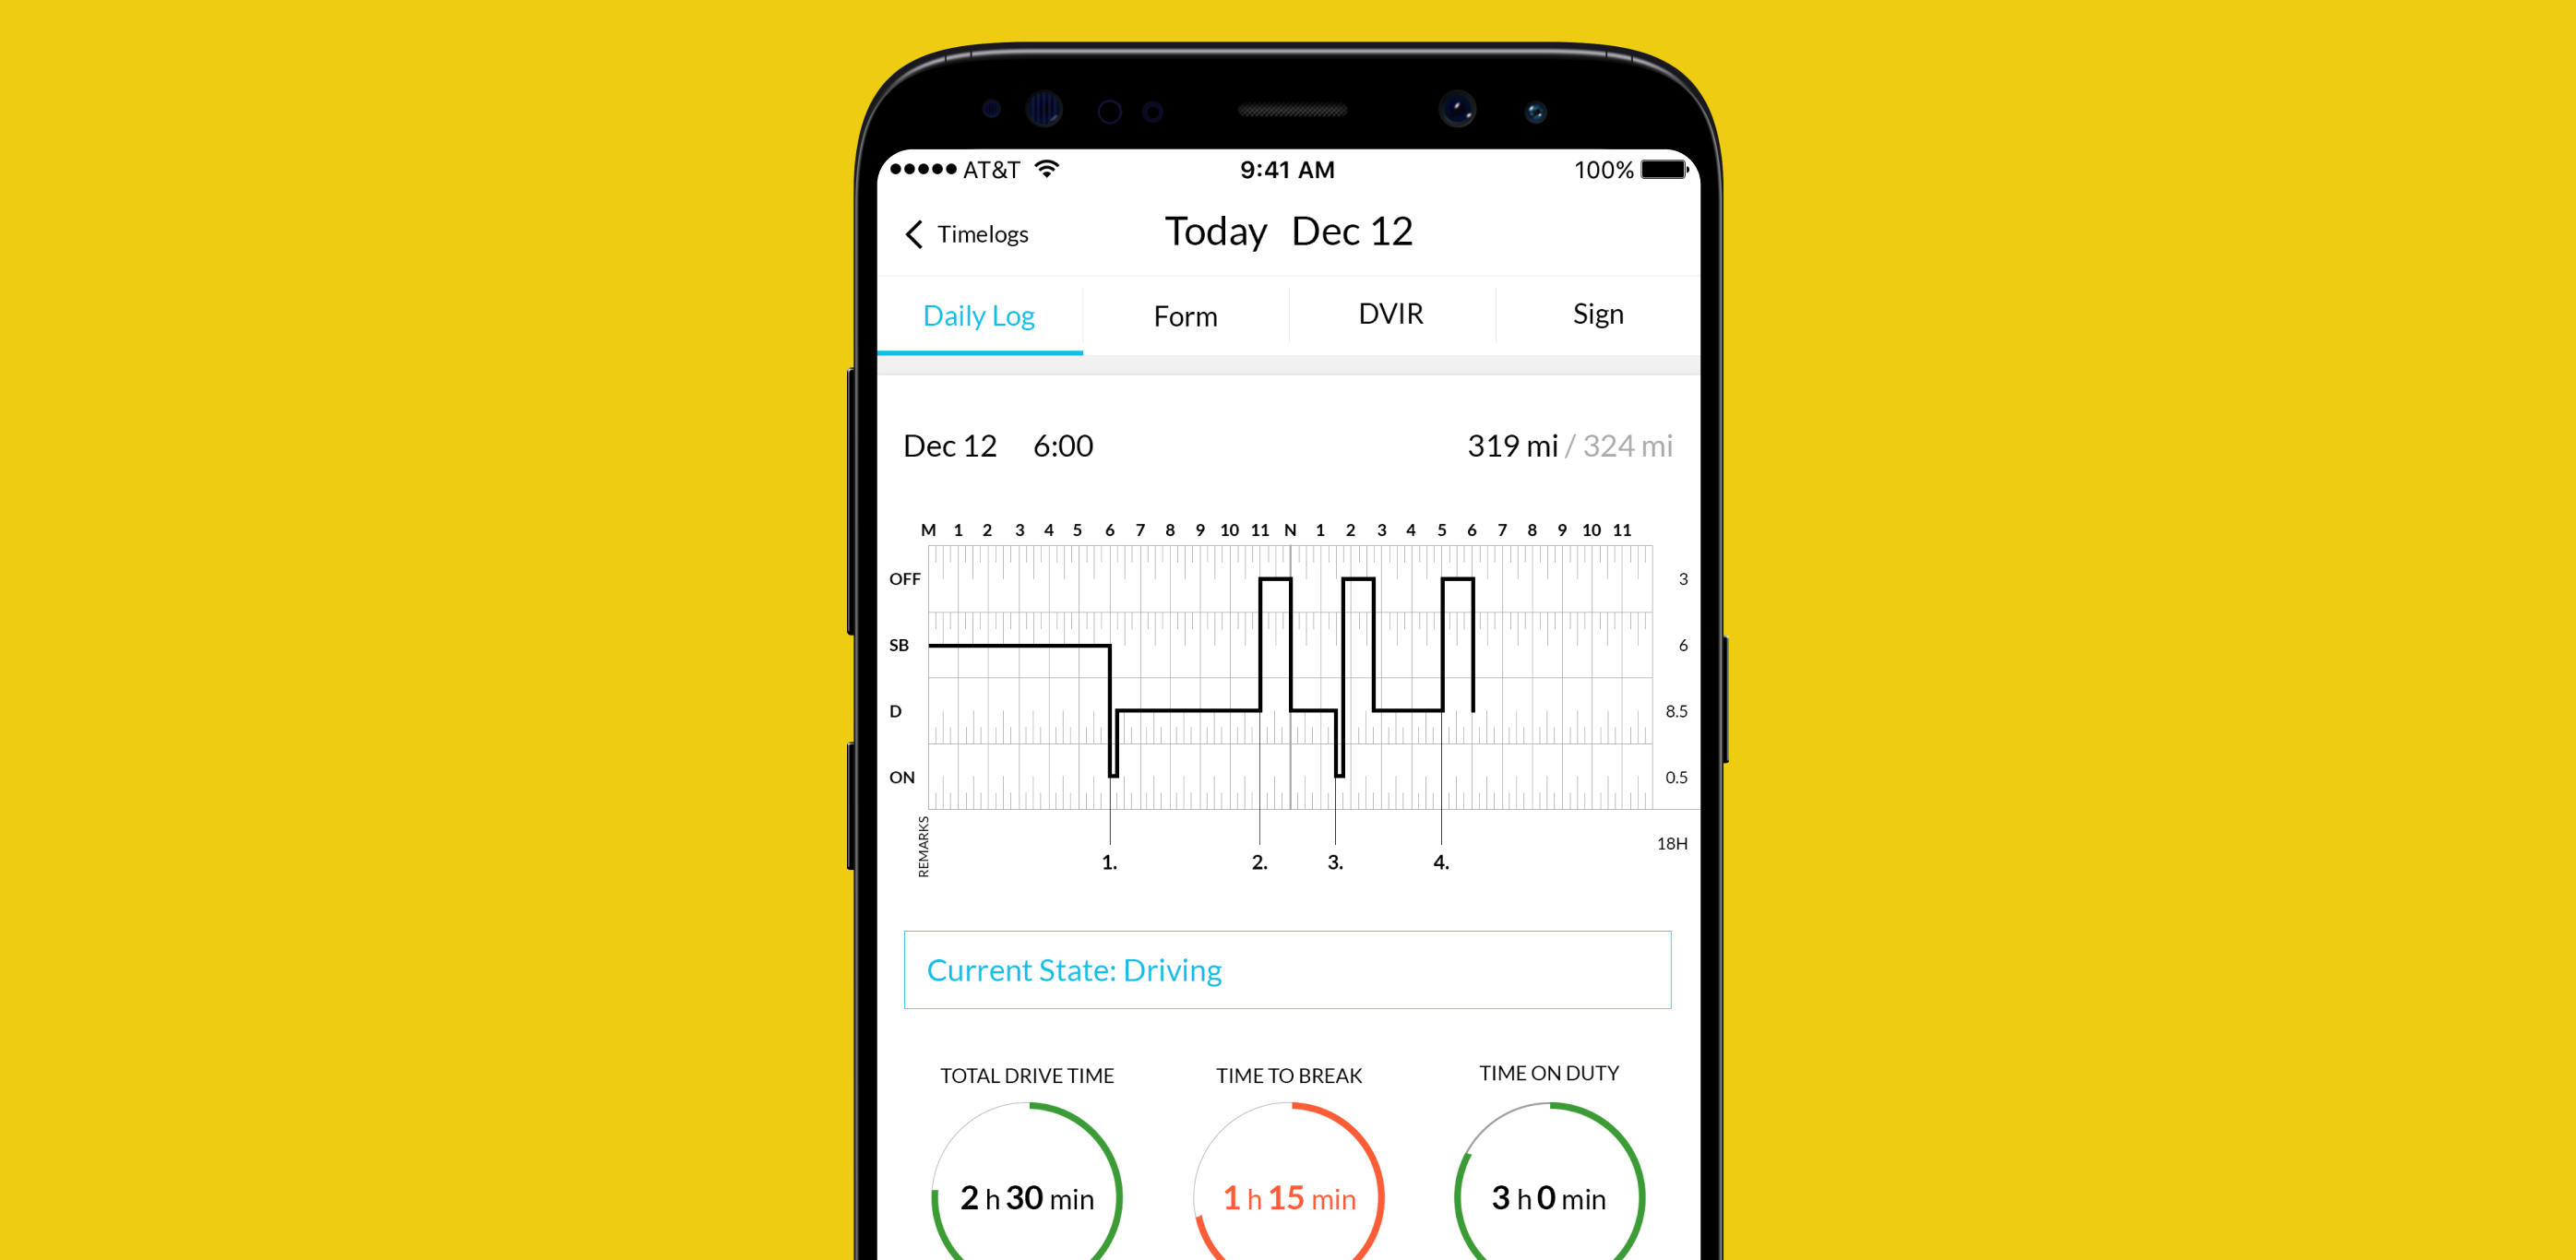 AT&T 9:41 AM 100%
Timelogs Today Dec 12
Daily Log Form DVIR Sign
Dec 12 6:00 319 mi / 324 mi
M 1 2 3 4 5 6 7 8 9 10 11 N 1 2 3 4 5 6 7 8 9 10 11
OFF 3
SB 6
D 8.5
ON 0.5
REMARKS 18H
1. 2. 3. 4.
Current State: Driving
TOTAL DRIVE TIME TIME TO BREAK TIME ON DUTY
2 h 30 min 1 h 15 min 3 h 0 min